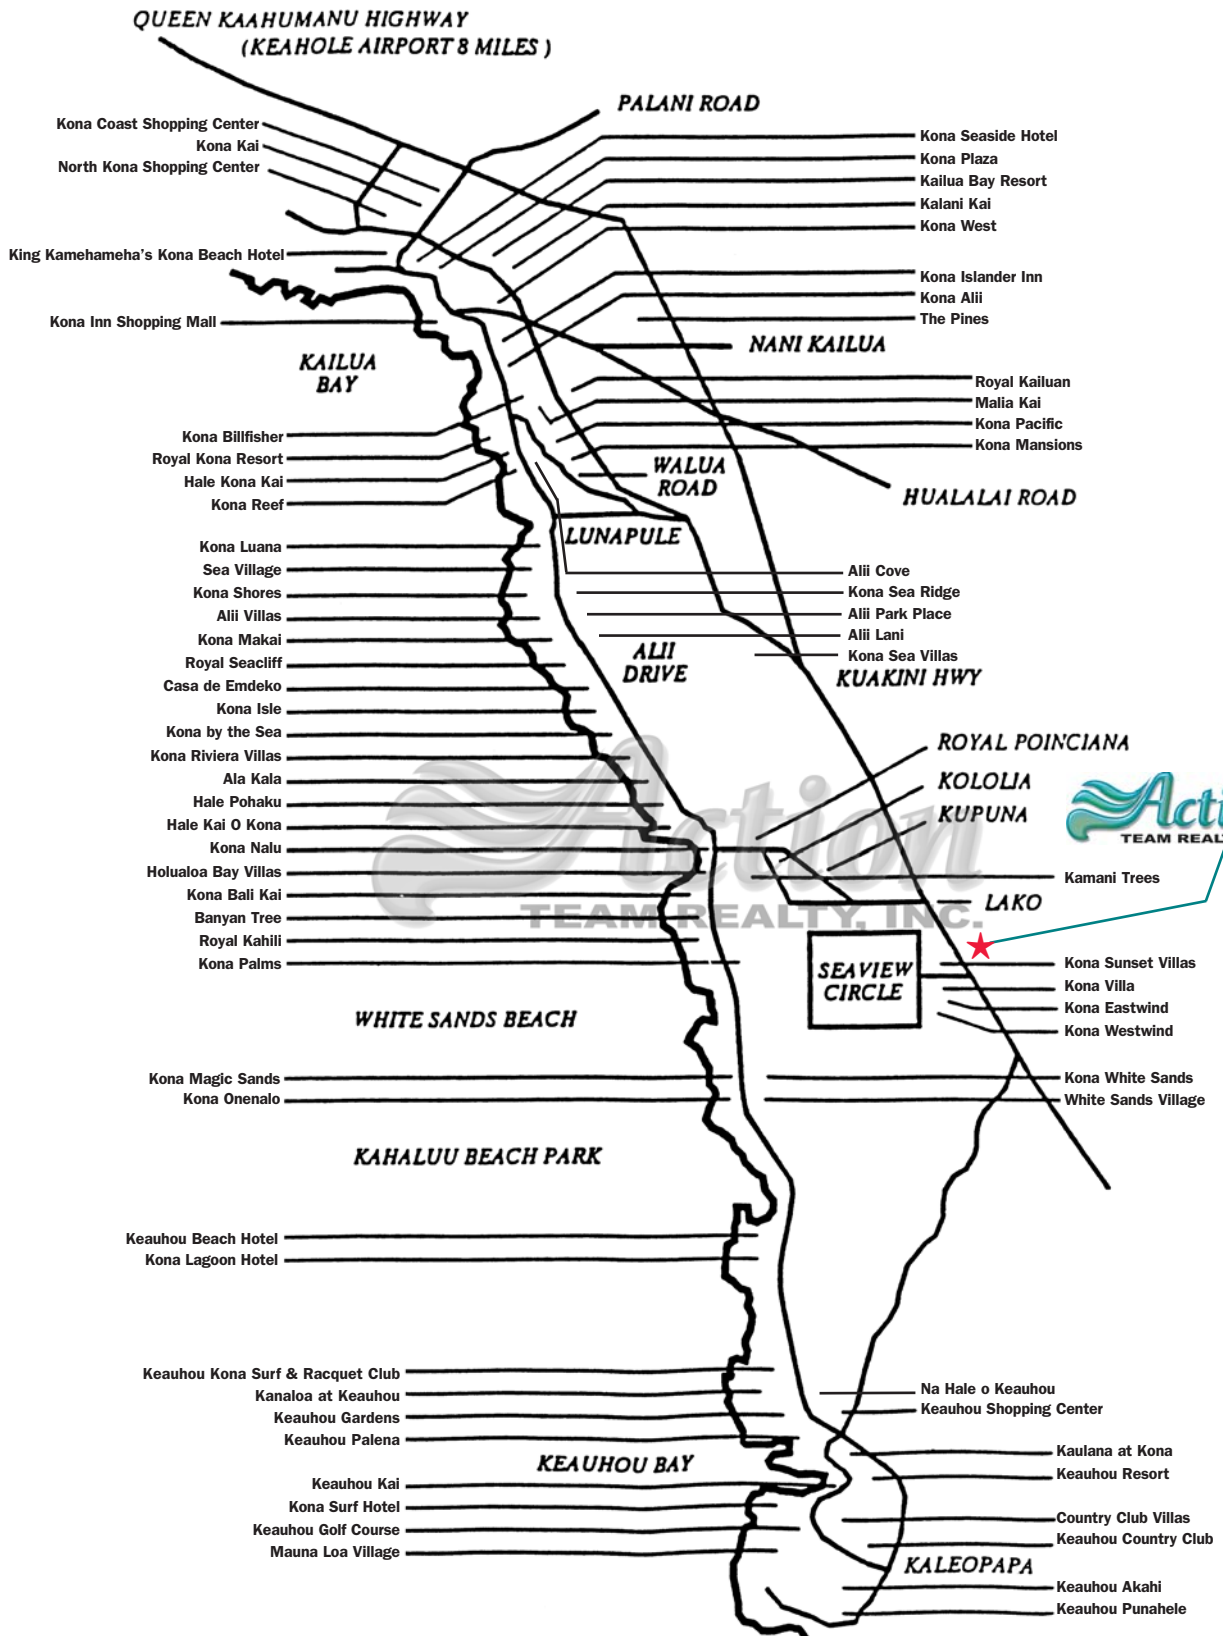 QUEEN KAAHUMANU HIGHWAY
(KEAHOLE AIRPORT 8 MILES )
PALANI ROAD
Kona Coast Shopping Center
Kona Kai
North Kona Shopping Center
Kona Seaside Hotel
Kona Plaza
Kailua Bay Resort
Kalani Kai
Kona West
King Kamehameha's Kona Beach Hotel
Kona Islander Inn
Kona Alii
The Pines
Kona Inn Shopping Mall
NANI KAILUA
KAILUA
BAY
Royal Kailuan
Malia Kai
Kona Pacific
Kona Mansions
Kona Billfisher
Royal Kona Resort
Hale Kona Kai
Kona Reef
WALUA
ROAD
HUALALAI ROAD
LUNAPULE
Kona Luana
Sea Village
Kona Shores
Alii Villas
Kona Makai
Royal Seacliff
Casa de Emdeko
Kona Isle
Kona by the Sea
Kona Riviera Villas
Ala Kala
Hale Pohaku
Hale Kai O Kona
Kona Nalu
Holualoa Bay Villas
Kona Bali Kai
Banyan Tree
Royal Kahili
Kona Palms
Alii Cove
Kona Sea Ridge
Alii Park Place
Alii Lani
Kona Sea Villas
ALII
DRIVE
KUAKINI HWY
ROYAL POINCIANA
KOLOLIA
KUPUNA
Acti
TEAM REAL
Action
TEAM REALTY, INC.
Kamani Trees
LAKO
SEAVIEW
CIRCLE
Kona Sunset Villas
Kona Villa
Kona Eastwind
Kona Westwind
WHITE SANDS BEACH
Kona Magic Sands
Kona Onenalo
Kona White Sands
White Sands Village
KAHALUU BEACH PARK
Keauhou Beach Hotel
Kona Lagoon Hotel
Keauhou Kona Surf & Racquet Club
Kanaloa at Keauhou
Keauhou Gardens
Keauhou Palena
Na Hale o Keauhou
Keauhou Shopping Center
KEAUHOU BAY
Kaulana at Kona
Keauhou Resort
Keauhou Kai
Kona Surf Hotel
Keauhou Golf Course
Mauna Loa Village
Country Club Villas
Keauhou Country Club
KALEOPAPA
Keauhou Akahi
Keauhou Punahele